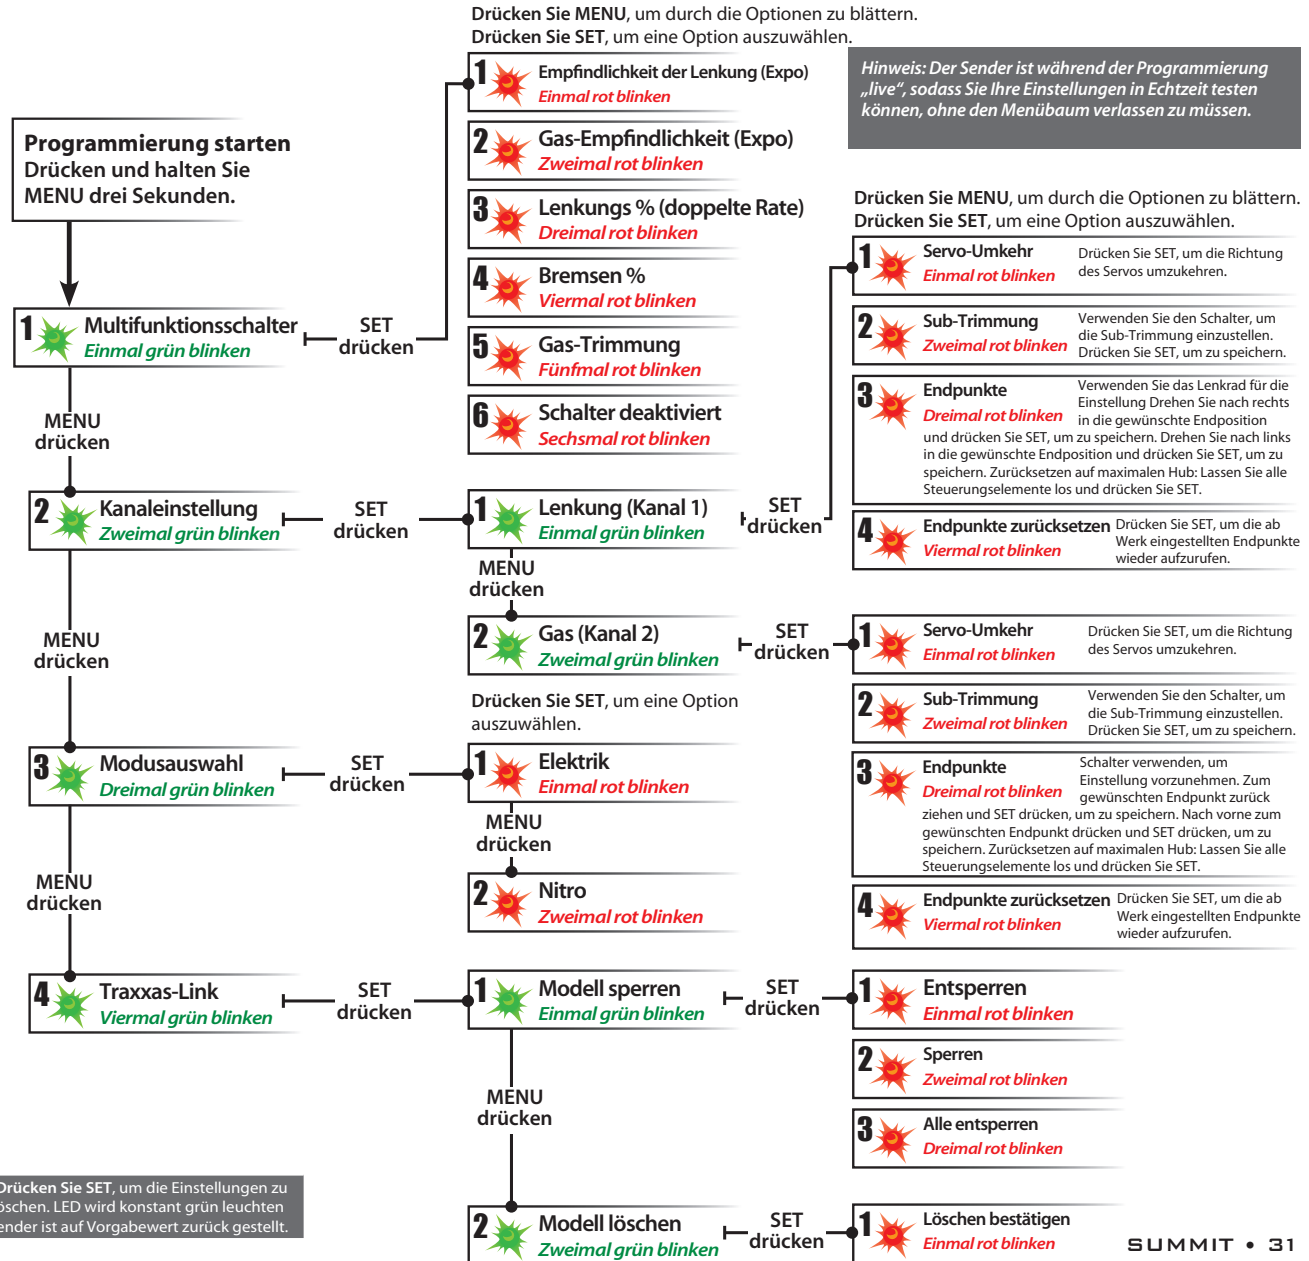 Drücken Sie MENU, um durch die Optionen zu blättern.
Drücken Sie SET, um eine Option auszuwählen.
1 Empfindlichkeit der Lenkung (Expo)
Einmal rot blinken
2 Gas-Empfindlichkeit (Expo)
Zweimal rot blinken
3 Lenkungs % (doppelte Rate)
Dreimal rot blinken
4 Bremsen %
Viermal rot blinken
5 Gas-Trimmung
Fünfmal rot blinken
6 Schalter deaktiviert
Sechsmal rot blinken
Hinweis: Der Sender ist während der Programmierung
„live“, sodass Sie Ihre Einstellungen in Echtzeit testen
können, ohne den Menübaum verlassen zu müssen.
Programmierung starten
Drücken und halten Sie
MENU drei Sekunden.
1 Multifunktionsschalter
Einmal grün blinken
SET
drücken
MENU
drücken
2 Kanaleinstellung
Zweimal grün blinken
SET
drücken
1 Lenkung (Kanal 1)
Einmal grün blinken
SET
drücken
MENU
drücken
2 Gas (Kanal 2)
Zweimal grün blinken
SET
drücken
Drücken Sie MENU, um durch die Optionen zu blättern.
Drücken Sie SET, um eine Option auszuwählen.
1 Servo-Umkehr
Einmal rot blinken
Drücken Sie SET, um die Richtung
des Servos umzukehren.
2 Sub-Trimmung
Zweimal rot blinken
Verwenden Sie den Schalter, um
die Sub-Trimmung einzustellen.
Drücken Sie SET, um zu speichern.
3 Endpunkte
Dreimal rot blinken
Verwenden Sie das Lenkrad für die
Einstellung Drehen Sie nach rechts
in die gewünschte Endposition
und drücken Sie SET, um zu speichern. Drehen Sie nach links
in die gewünschte Endposition und drücken Sie SET, um zu
speichern. Zurücksetzen auf maximalen Hub: Lassen Sie alle
Steuerungselemente los und drücken Sie SET.
4 Endpunkte zurücksetzen
Viermal rot blinken
Drücken Sie SET, um die ab
Werk eingestellten Endpunkte
wieder aufzurufen.
1 Servo-Umkehr
Einmal rot blinken
Drücken Sie SET, um die Richtung
des Servos umzukehren.
2 Sub-Trimmung
Zweimal rot blinken
Verwenden Sie den Schalter, um
die Sub-Trimmung einzustellen.
Drücken Sie SET, um zu speichern.
3 Endpunkte
Dreimal rot blinken
Schalter verwenden, um
Einstellung vorzunehmen. Zum
gewünschten Endpunkt zurück
ziehen und SET drücken, um zu speichern. Nach vorne zum
gewünschten Endpunkt drücken und SET drücken, um zu
speichern. Zurücksetzen auf maximalen Hub: Lassen Sie alle
Steuerungselemente los und drücken Sie SET.
4 Endpunkte zurücksetzen
Viermal rot blinken
Drücken Sie SET, um die ab
Werk eingestellten Endpunkte
wieder aufzurufen.
MENU
drücken
Drücken Sie SET, um eine Option
auszuwählen.
3 Modusauswahl
Dreimal grün blinken
SET
drücken
1 Elektrik
Einmal rot blinken
MENU
drücken
2 Nitro
Zweimal rot blinken
MENU
drücken
4 Traxxas-Link
Viermal grün blinken
SET
drücken
1 Modell sperren
Einmal grün blinken
SET
drücken
1 Entsperren
Einmal rot blinken
2 Sperren
Zweimal rot blinken
3 Alle entsperren
Dreimal rot blinken
MENU
drücken
2 Modell löschen
Zweimal grün blinken
SET
drücken
1 Löschen bestätigen
Einmal rot blinken
Drücken Sie SET, um die Einstellungen zu
öschen. LED wird konstant grün leuchten
ender ist auf Vorgabewert zurück gestellt.
SUMMIT • 31